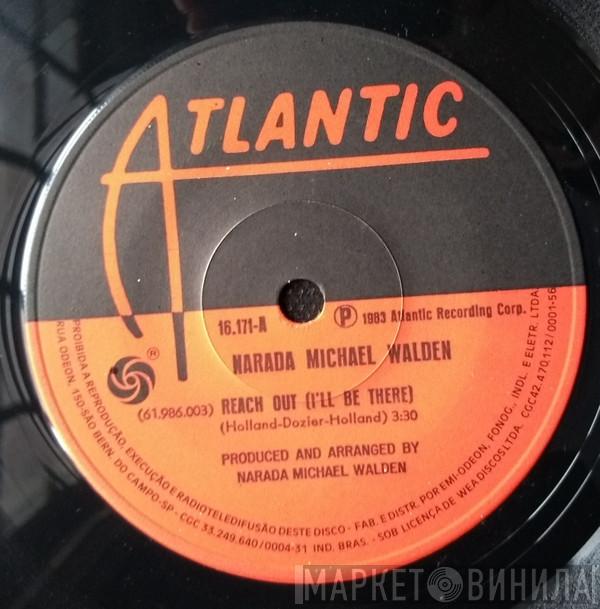 ATLANTIC
16.171-A
Ⓟ 1983 Atlantic Recording Corp.
NARADA MICHAEL WALDEN
®
(61.986.003) REACH OUT (I'LL BE THERE)
(Holland-Dozier-Holland) 3:30
PRODUCED AND ARRANGED BY
NARADA MICHAEL WALDEN
PROIBIDA A REPRODUÇÃO, EXECUÇÃO E RADIOTELEDIFUSÃO DESTE DISCO - FAB. E DISTR. POR EMI-ODEON, FONOG., INDL. E ELETR. LTDA.
RUA ODEON, 150-SÃO BERN. DO CAMPO-SP - CGC 33.249.640/0004-31 IND. BRAS. - SOB LICENÇA DE WEA DISCOS LTDA. CGC42.470.112/0001-56
МАРКЕТ ВИНИЛА